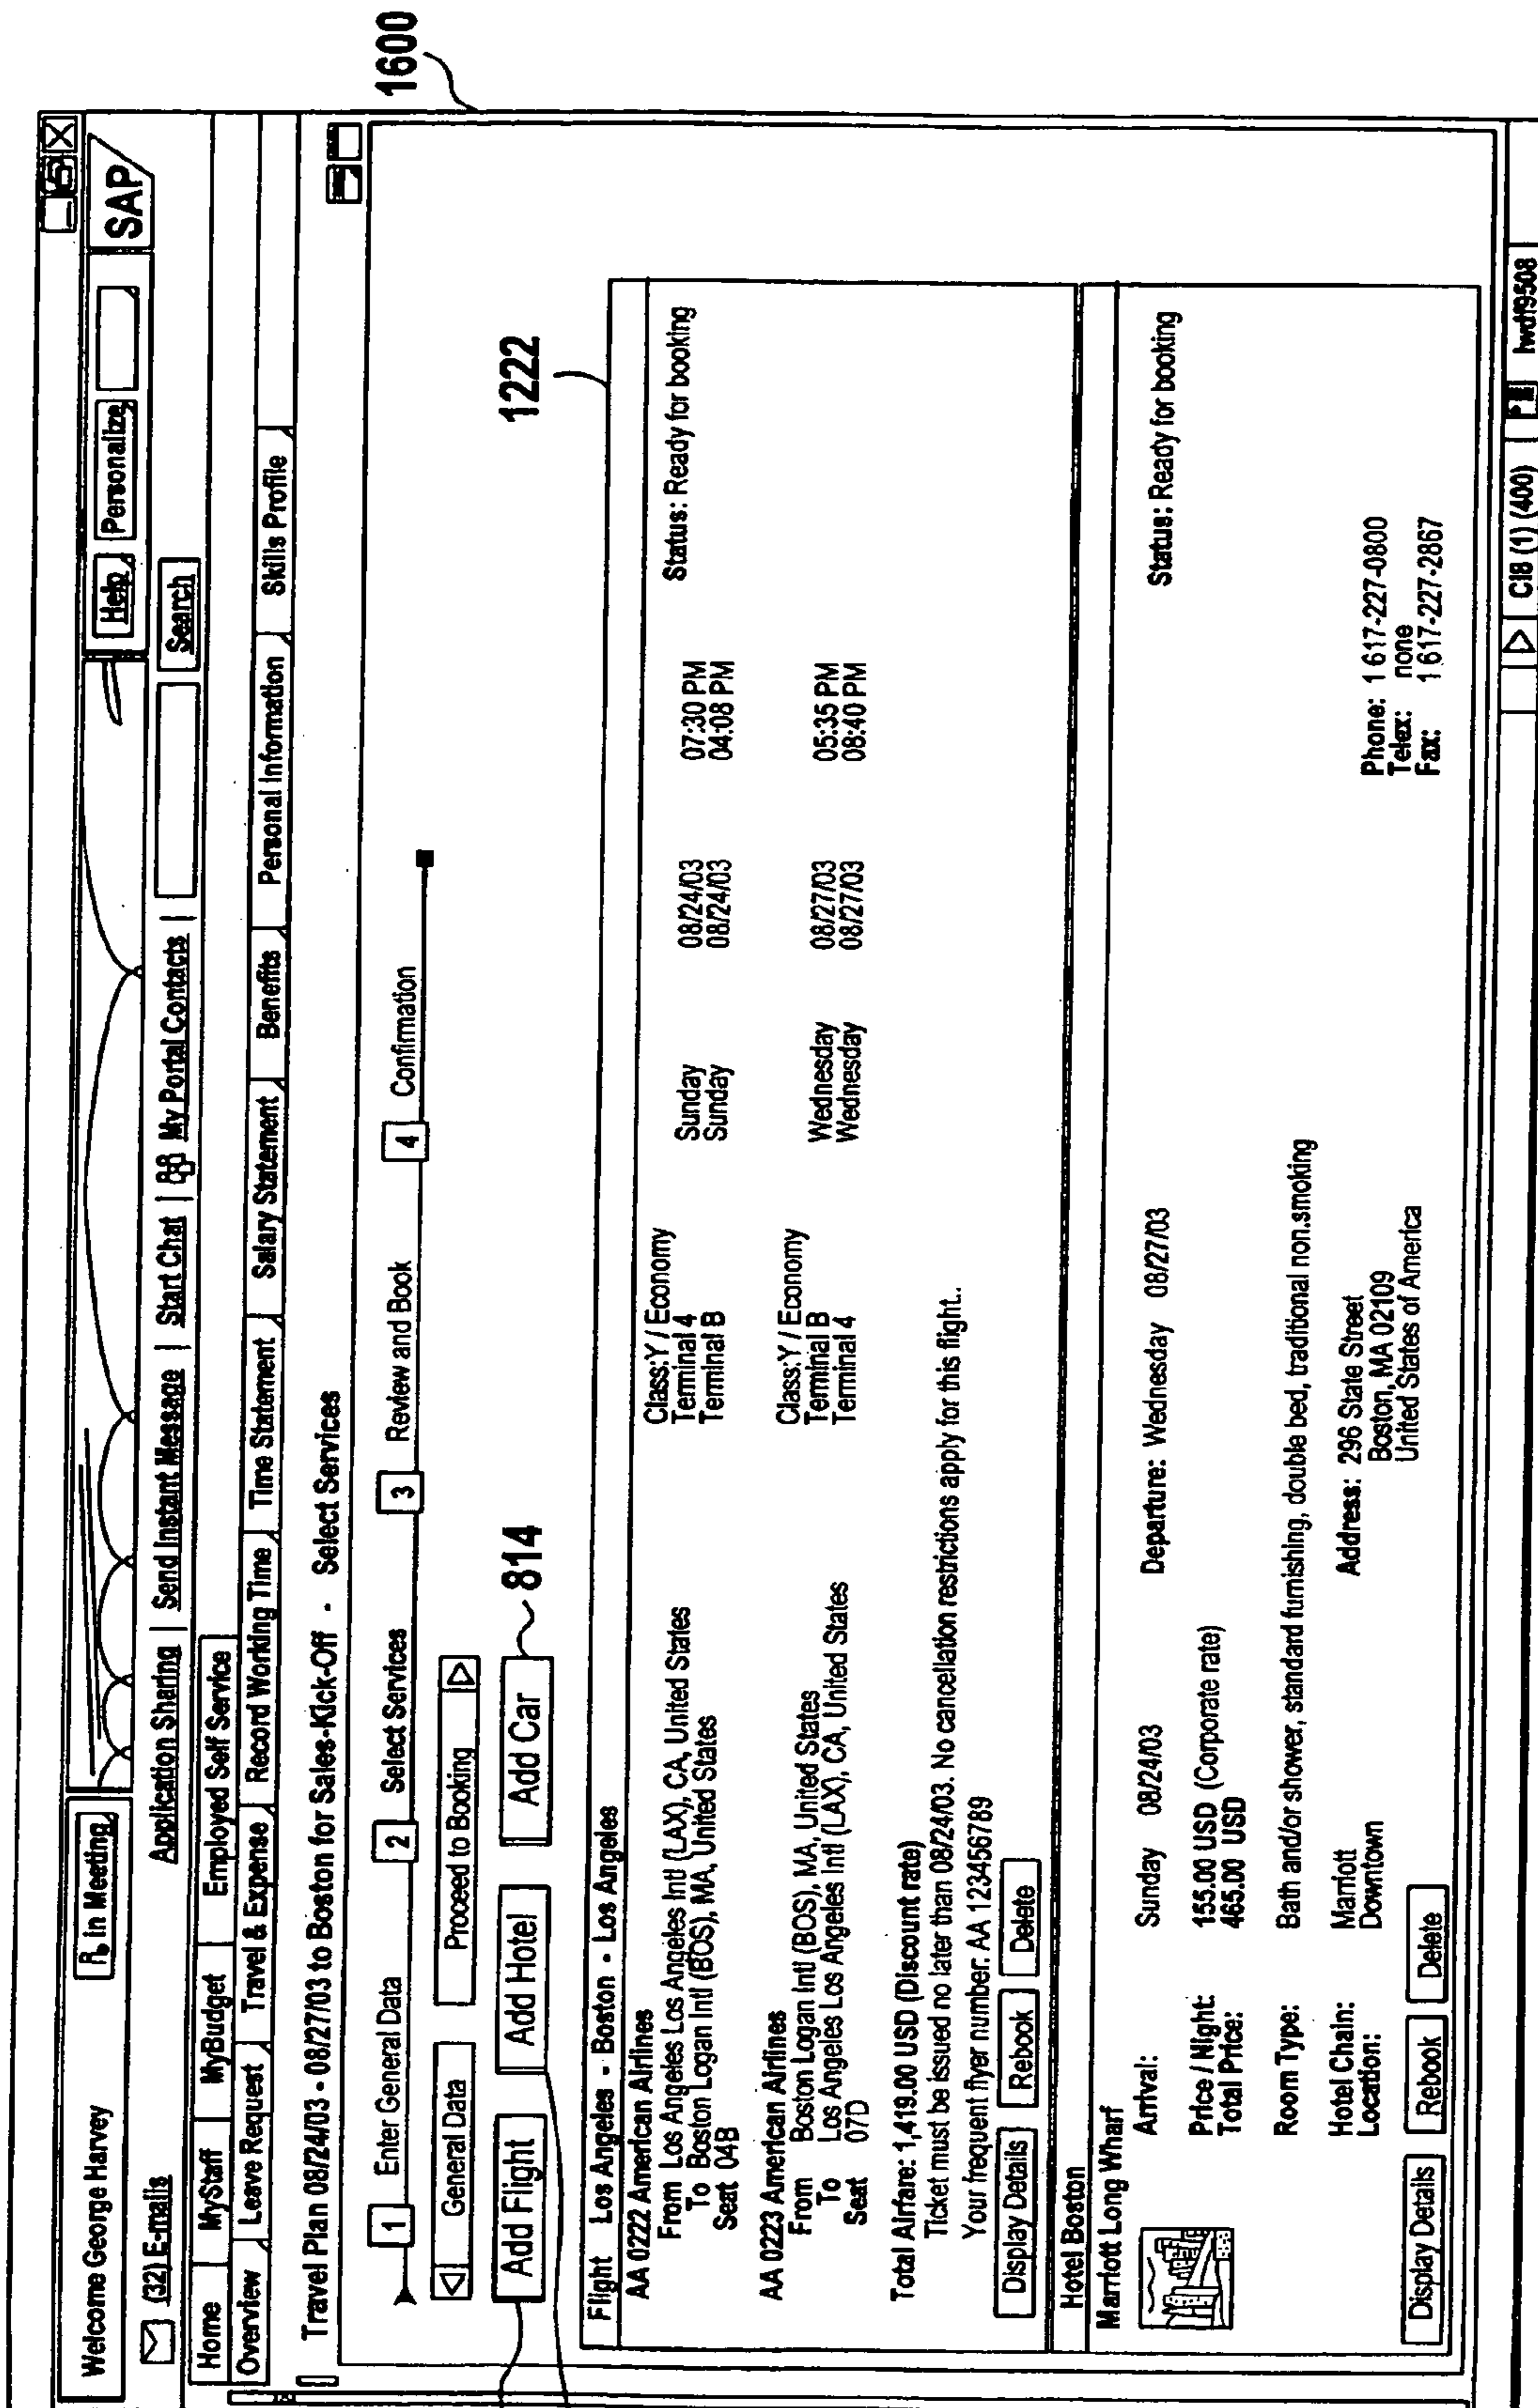 1600
Welcome George Harvey
In Meeting
Help
Personalize
SAP
(32) E-mails
Application Sharing | Send Instant Message | Start Chat | My Portal Contacts |
Search
Home MyStaff MyBudget Employed Self Service
Overview Leave Request Travel & Expense Record Working Time Time Statement Salary Statement Benefits Personal Information Skills Profile
Travel Plan 08/24/03 - 08/27/03 to Boston for Sales-Kick-Off - Select Services
1 Enter General Data 2 Select Services 3 Review and Book 4 Confirmation
General Data Proceed to Booking
Add Flight Add Hotel Add Car 814
1222
Flight Los Angeles - Boston - Los Angeles
AA 0222 American Airlines Class:Y / Economy Status: Ready for booking
From Los Angeles Los Angeles Intl (LAX), CA, United States Terminal 4 Sunday 08/24/03 07:30 PM
To Boston Logan Intl (BOS), MA, United States Terminal B Sunday 08/24/03 04:08 PM
Seat 04B
AA 0223 American Airlines Class:Y / Economy
From Boston Logan Intl (BOS), MA, United States Terminal B Wednesday 08/27/03 05:35 PM
To Los Angeles Los Angeles Intl (LAX), CA, United States Terminal 4 Wednesday 08/27/03 08:40 PM
Seat 07D
Total Airfare: 1,419.00 USD (Discount rate)
Ticket must be issued no later than 08/24/03. No cancellation restrictions apply for this flight..
Your frequent flyer number. AA 123456789
Display Details Rebook Delete
Hotel Boston
Marriott Long Wharf
Arrival: Sunday 08/24/03 Departure: Wednesday 08/27/03 Status: Ready for booking
Price / Night: 155.00 USD (Corporate rate)
Total Price: 465.00 USD
Room Type: Bath and/or shower, standard furnishing, double bed, traditional non.smoking
Hotel Chain: Marriott Address: 296 State Street Phone: 1 617-227-0800
Location: Downtown Boston, MA 02109 Telex: none
United States of America Fax: 1 617-227-2867
Display Details Rebook Delete
CI8 (1) (400) hwdf9508